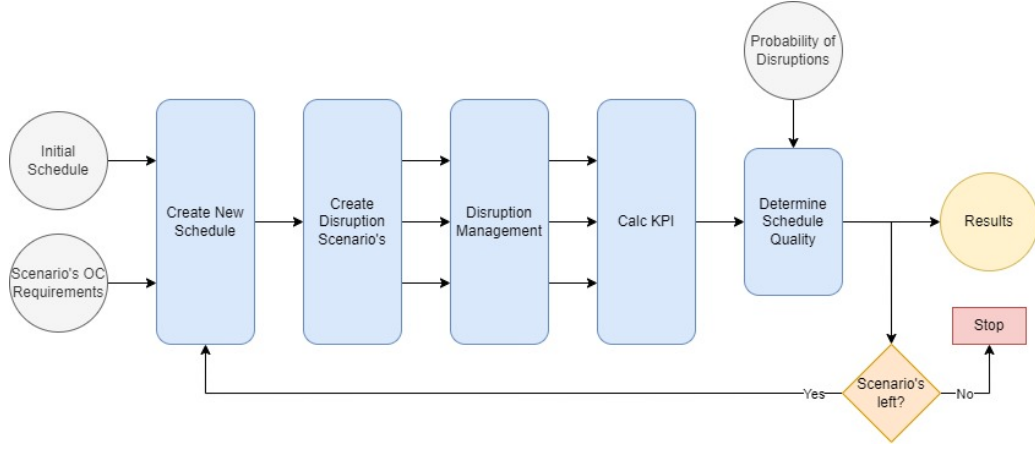 Probability of
Disruptions
Initial
Schedule
Scenario's OC
Requirements
Create New
Schedule
Create
Disruption
Scenario's
Disruption
Management
Calc KPI
Determine
Schedule
Quality
Results
Stop
Scenario's
left?
Yes
No